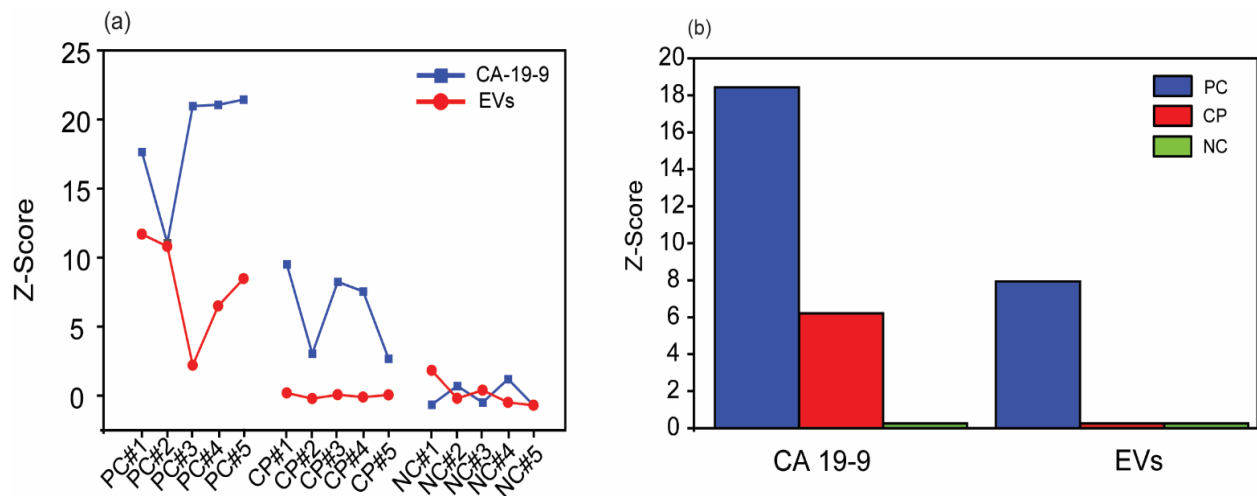 (a)
25
20
15
10
5
0
Z-Score
CA-19-9
EVs
PC#1
PC#2
PC#3
PC#4
PC#5
CP#1
CP#2
CP#3
CP#4
CP#5
NC#1
NC#2
NC#3
NC#4
NC#5
(b)
20
18
16
14
12
10
8
6
4
2
0
Z-Score
PC
CP
NC
CA 19-9
EVs